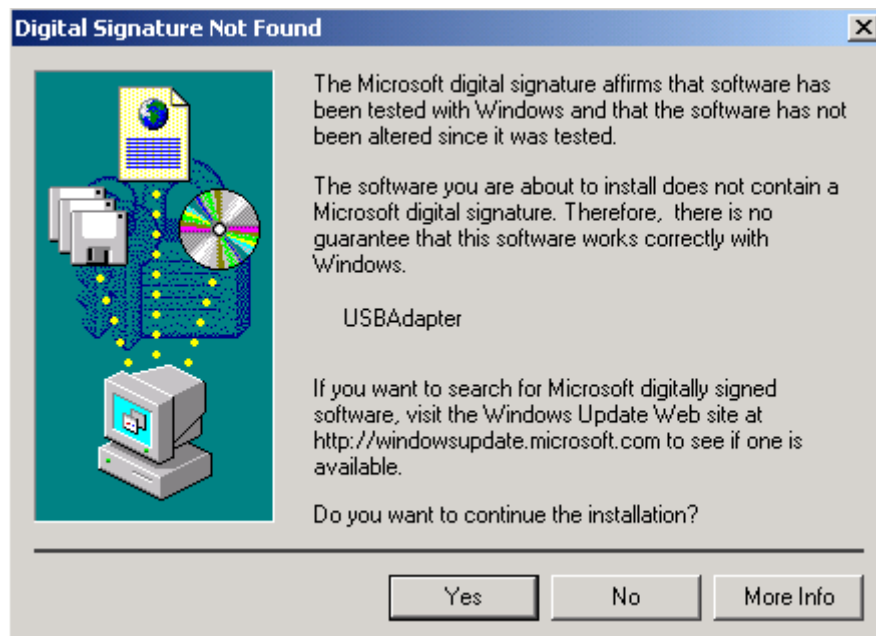 Digital Signature Not Found
The Microsoft digital signature affirms that software has
been tested with Windows and that the software has not
been altered since it was tested.
The software you are about to install does not contain a
Microsoft digital signature. Therefore,  there is no
guarantee that this software works correctly with
Windows.
USBAdapter
If you want to search for Microsoft digitally signed
software, visit the Windows Update Web site at
http://windowsupdate.microsoft.com to see if one is
available.
Do you want to continue the installation?
Yes
No
More Info